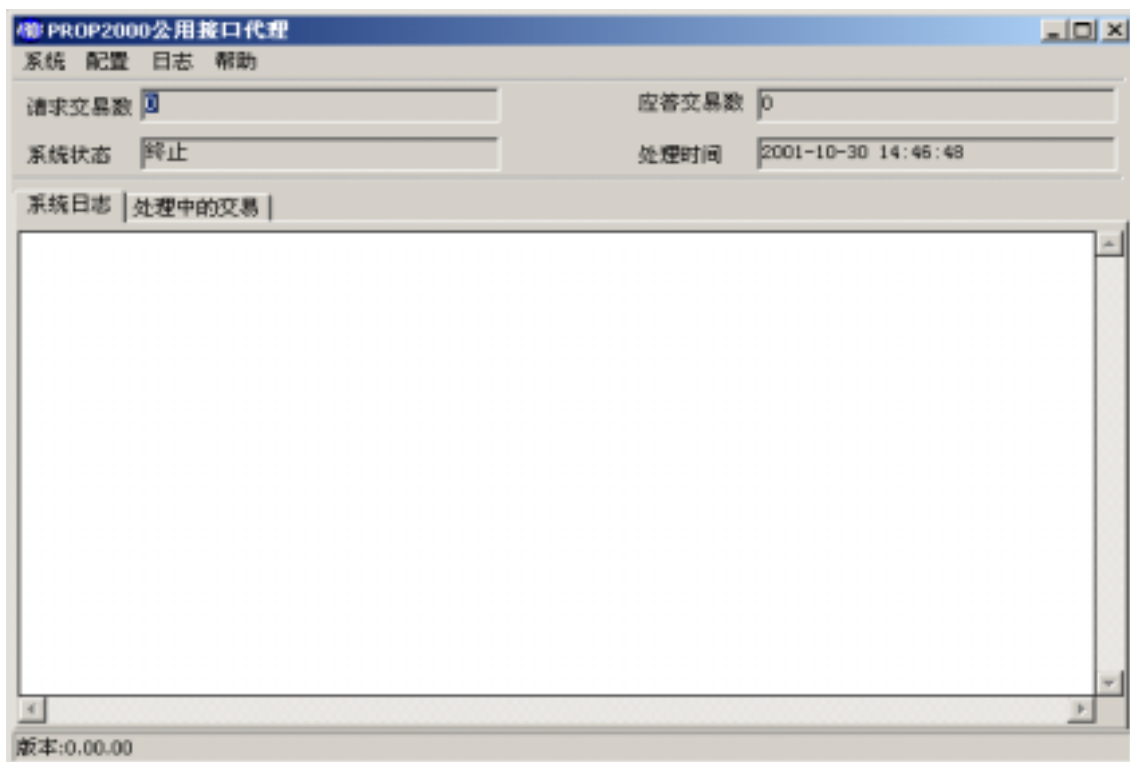 PROP2000公用接口代理
系统 配置 日志 帮助
请求交易数 0 应答交易数 0
系统状态 终止 处理时间 2001-10-30 14:46:48
系统日志 处理中的交易
版本:0.00.00